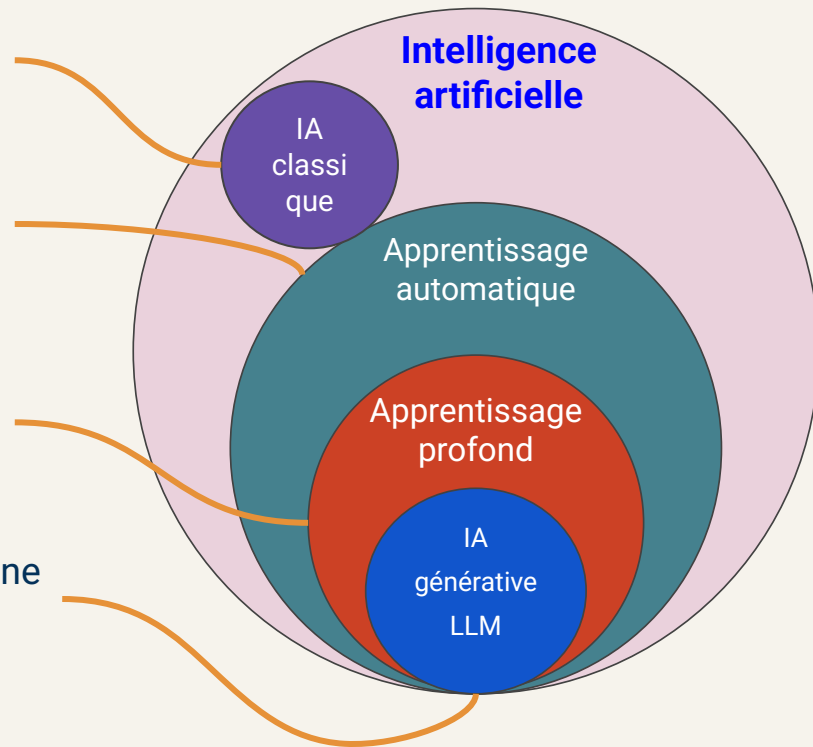 Intelligence
artificielle
IA
classi
que
Apprentissage
automatique
Apprentissage
profond
IA
générative
LLM
ne